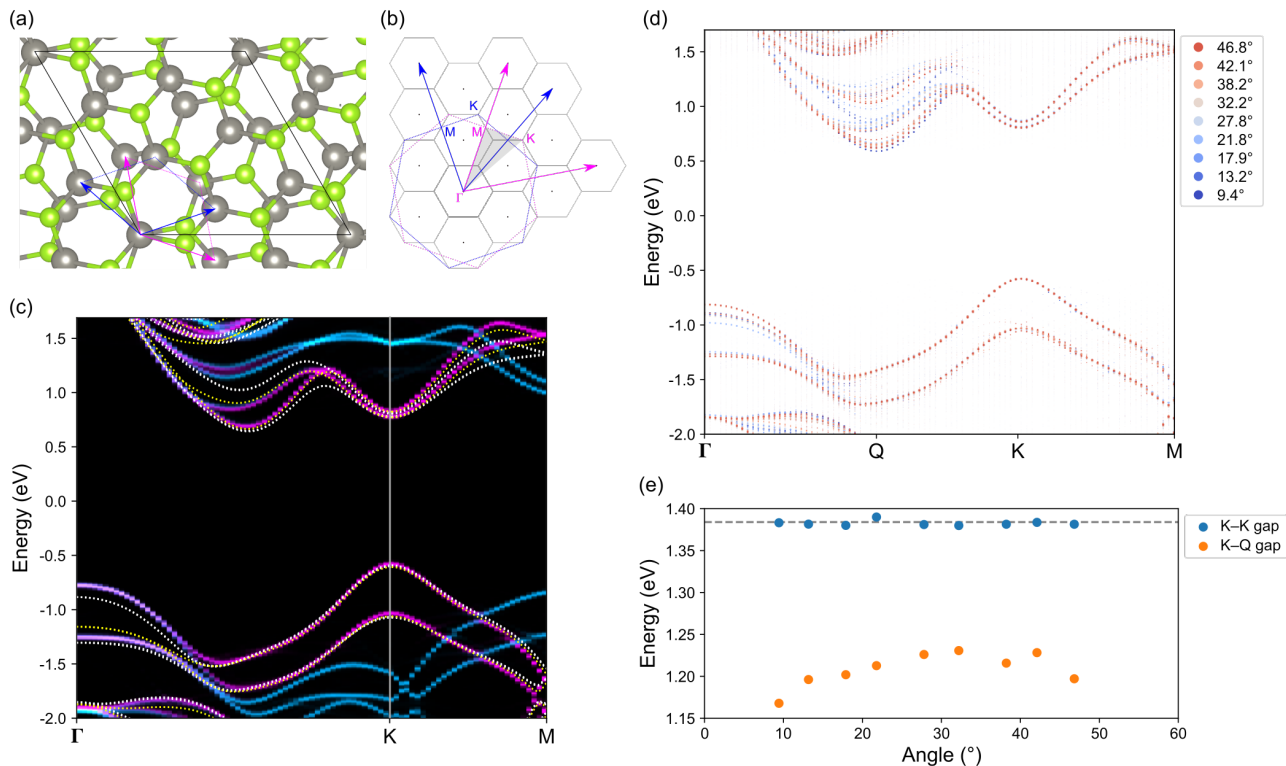 (a)
(b)
K
M
M
K
Γ
(c)
Energy (eV)
1.5
1.0
0.5
0.0
-0.5
-1.0
-1.5
-2.0
Γ
K
M
(d)
Energy (eV)
1.5
1.0
0.5
0.0
-0.5
-1.0
-1.5
-2.0
Γ
Q
K
M
46.8°
42.1°
38.2°
32.2°
27.8°
21.8°
17.9°
13.2°
9.4°
(e)
Energy (eV)
1.40
1.35
1.25
1.20
1.15
0
10
20
30
40
50
60
Angle (°)
K–K gap
K–Q gap